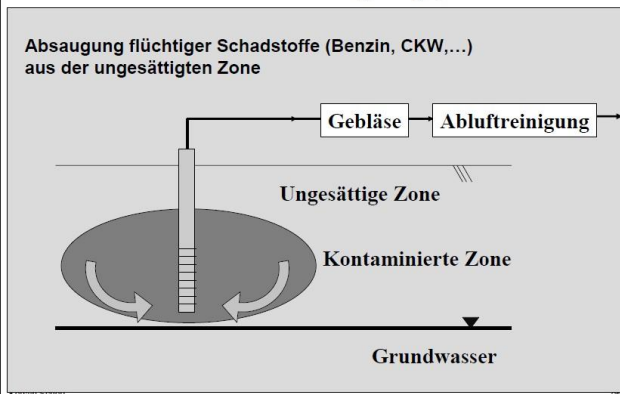 Absaugung flüchtiger Schadstoffe (Benzin, CKW,...)
aus der ungesättigten Zone
Gebläse
Abluftreinigung
Ungesättige Zone
Kontaminierte Zone
Grundwasser